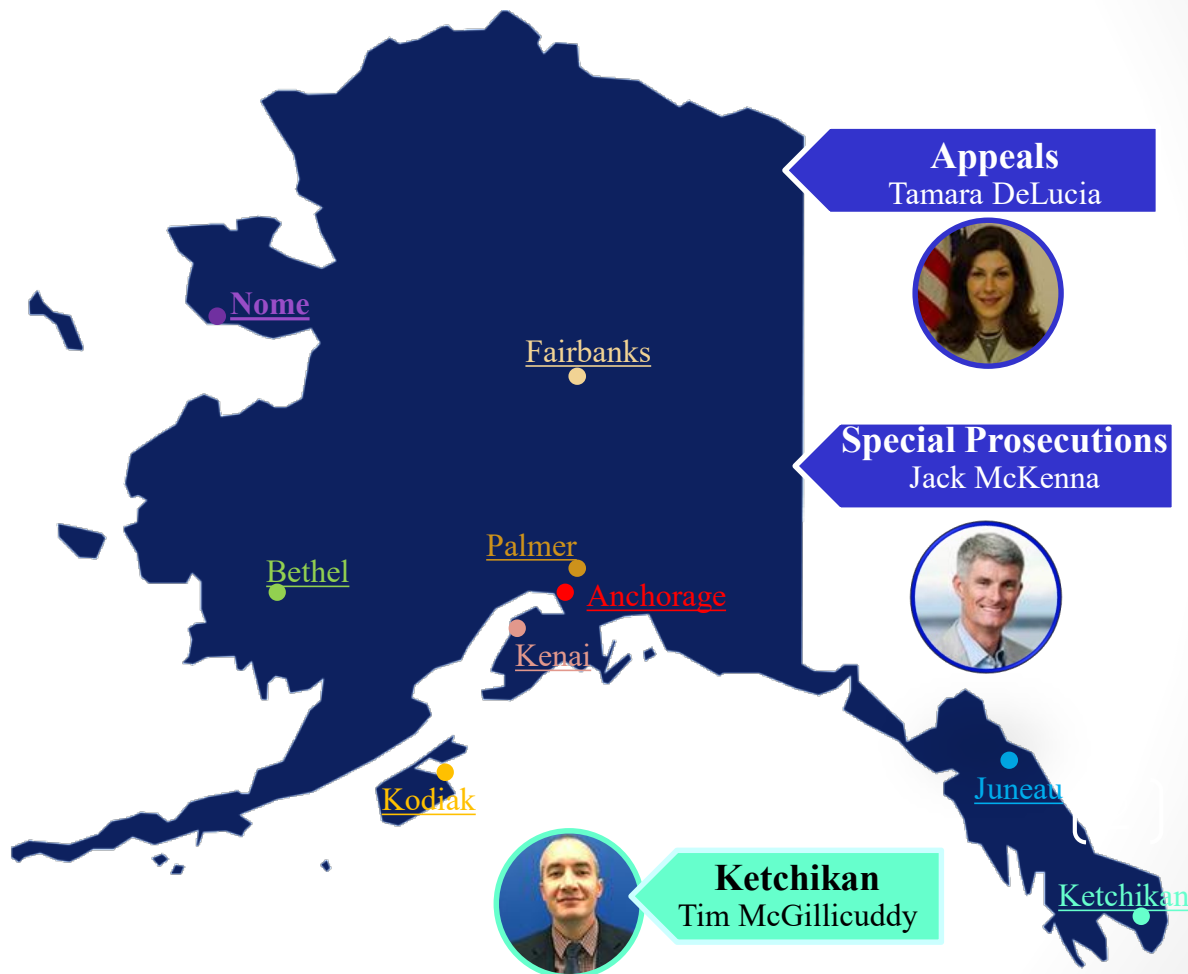 Appeals
Tamara DeLucia
Nome
Fairbanks
Special Prosecutions
Jack McKenna
Palmer
Bethel
Anchorage
Kenai
Juneau
Kodiak
Ketchikan
Tim McGillicuddy
Ketchikan